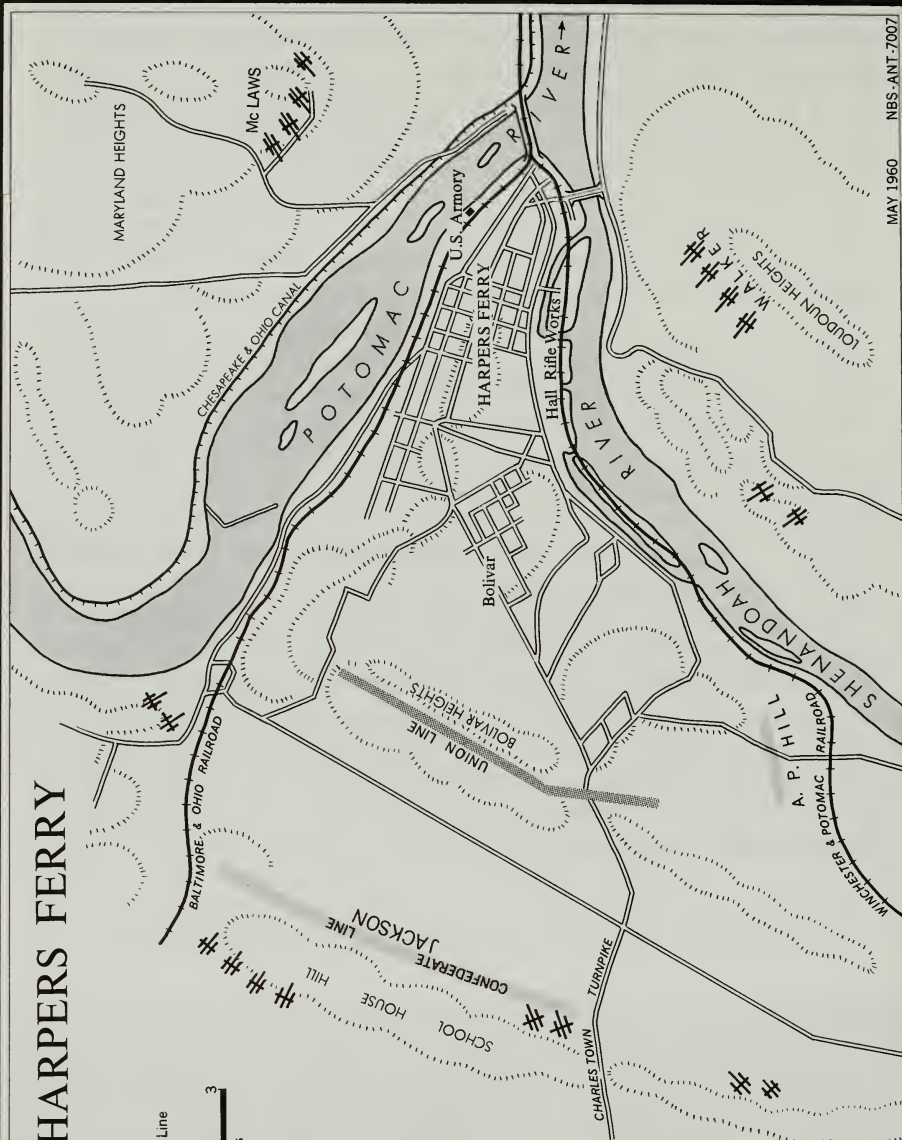 HARPERS FERRY
Line
3
MARYLAND HEIGHTS
Mc LAWS
CHESAPEAKE & OHIO CANAL
POTOMAC
RIVER →
U.S. Armory
HARPERS FERRY
Hall Rifle Works
RIVER
SHENANDOAH
WALKER
LOUDOUN HEIGHTS
Bolivar
BOLIVAR HEIGHTS
UNION LINE
BALTIMORE & OHIO RAILROAD
A. P. HILL
WINCHESTER & POTOMAC RAILROAD
CONFEDERATE LINE
JACKSON
SCHOOL HOUSE HILL
CHARLES TOWN TURNPIKE
MAY 1960
NBS-ANT-7007